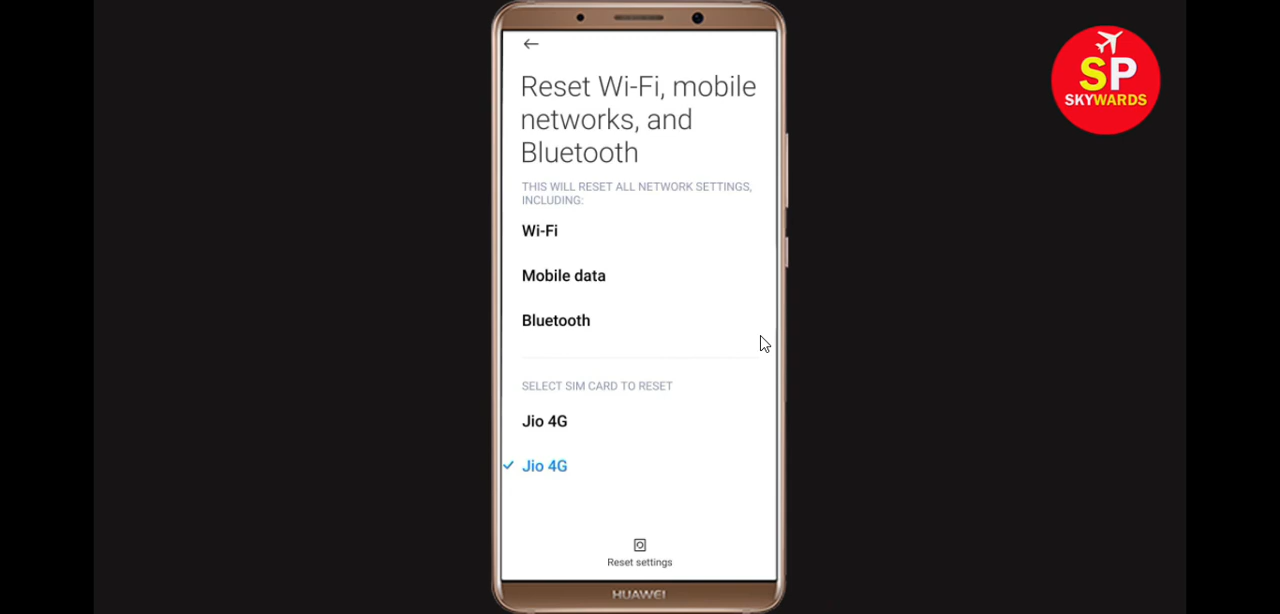 Reset Wi-Fi, mobile
networks, and
Bluetooth
THIS WILL RESET ALL NETWORK SETTINGS,
INCLUDING:
Wi-Fi
Mobile data
Bluetooth
SELECT SIM CARD TO RESET
Jio 4G
Jio 4G
Reset settings
HUAWEI
SP
SKYWARDS